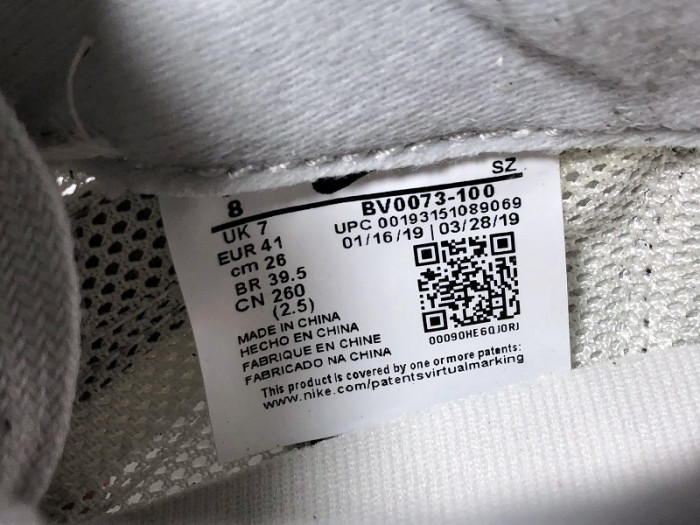 8
SZ
UK 7
EUR 41
cm 26
BR 39.5
CN 260
(2.5)
BV0073-100
UPC 00193151089069
01/16/19 | 03/28/19
00090HE6QJ0RJ
MADE IN CHINA
HECHO EN CHINA
FABRIQUE EN CHINE
FABRICADO NA CHINA
This product is covered by one or more patents:
www.nike.com/patentsvirtualmarking